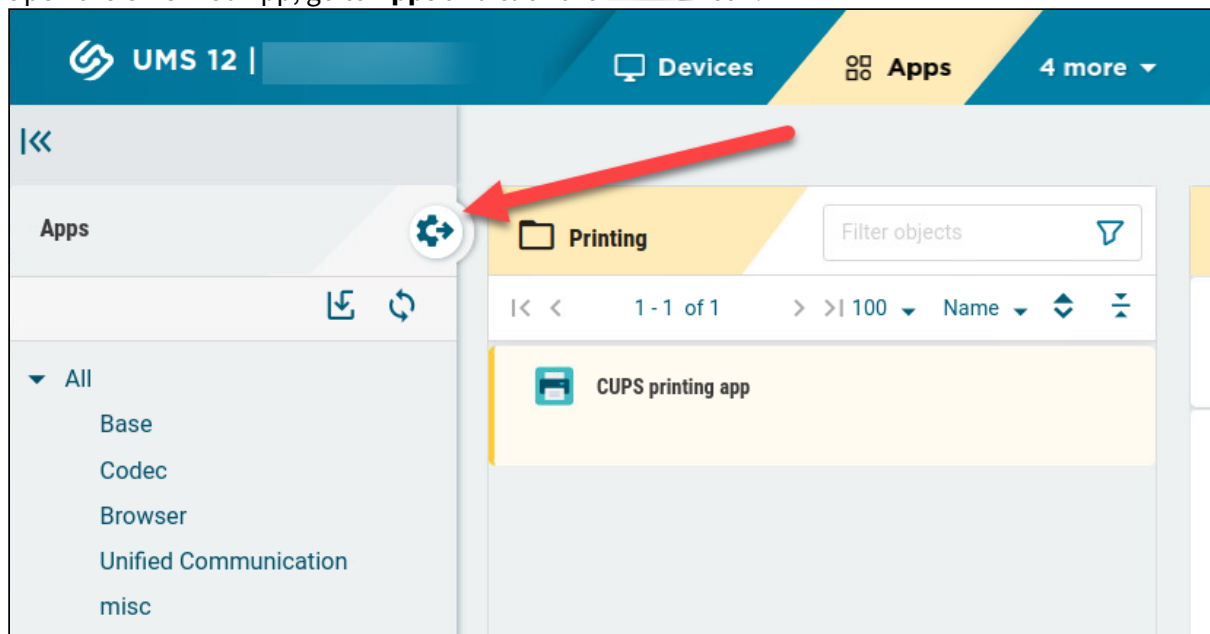 UMS 12 |
Devices
Apps
4 more
Apps
Printing
Filter objects
1 - 1 of 1
100
Name
All
CUPS printing app
Base
Codec
Browser
Unified Communication
misc